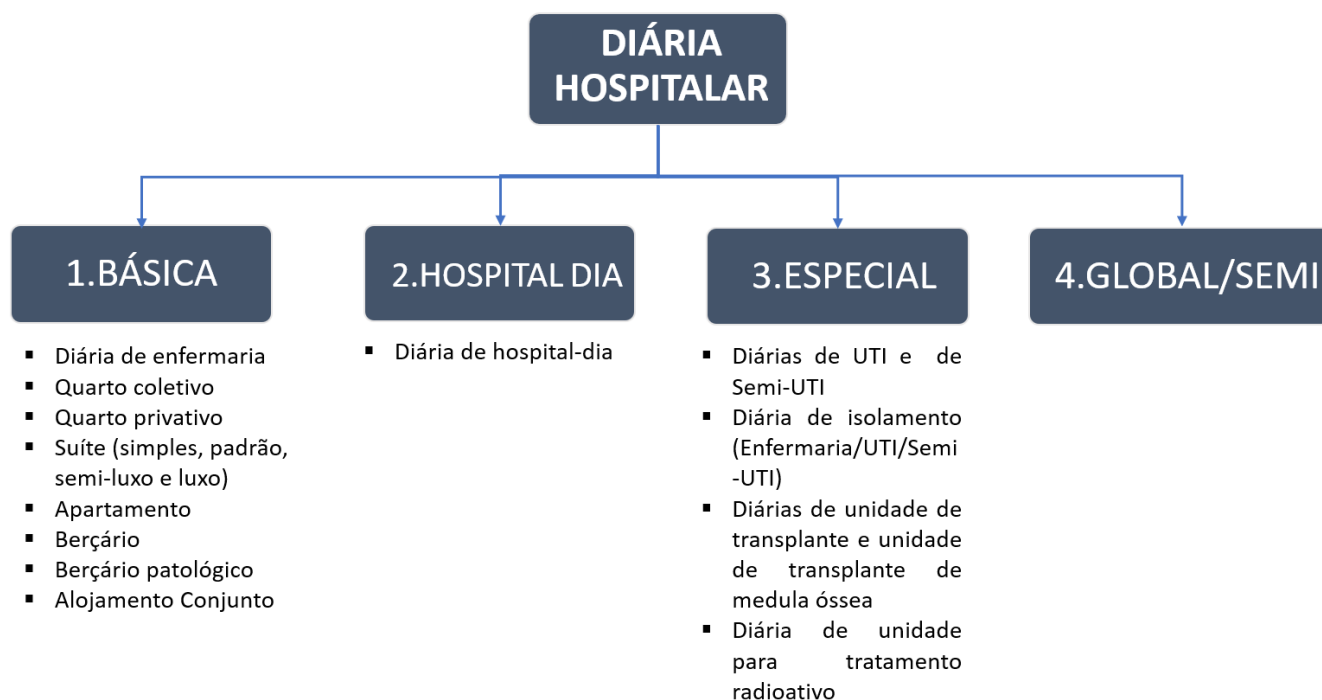 DIÁRIA
HOSPITALAR
1.BÁSICA
▪ Diária de enfermaria
▪ Quarto coletivo
▪ Quarto privativo
▪ Suíte (simples, padrão,
semi-luxo e luxo)
▪ Apartamento
▪ Berçário
▪ Berçário patológico
▪ Alojamento Conjunto
2.HOSPITAL DIA
▪ Diária de hospital-dia
3.ESPECIAL
▪ Diárias de UTI e de
Semi-UTI
▪ Diária de isolamento
(Enfermaria/UTI/Semi
-UTI)
▪ Diárias de unidade de
transplante e unidade
de transplante de
medula óssea
▪ Diária de unidade
para tratamento
radioativo
4.GLOBAL/SEMI